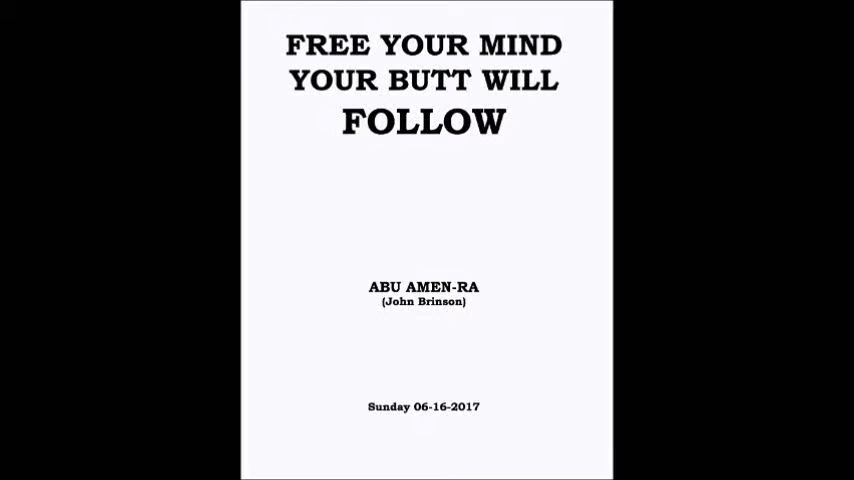 FREE YOUR MIND
YOUR BUTT WILL
FOLLOW
ABU AMEN-RA
(John Brinson)
Sunday 06-16-2017